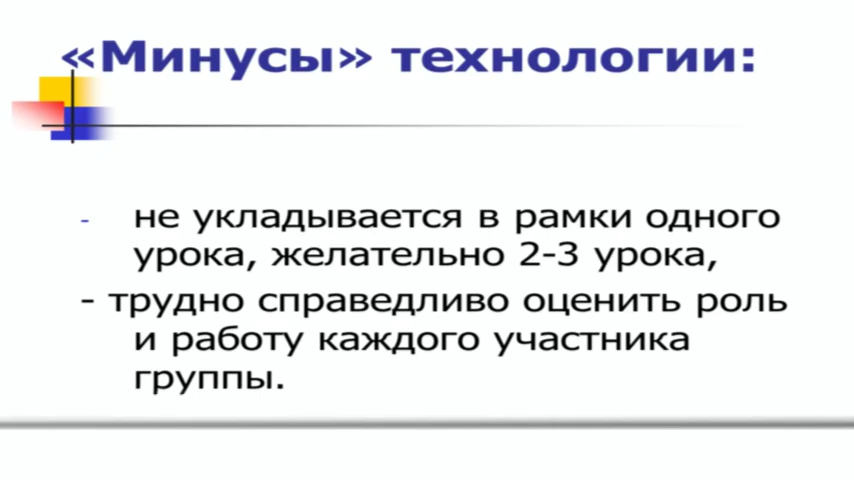 «Минусы» технологии:
- не укладывается в рамки одного
урока, желательно 2-3 урока,
- трудно справедливо оценить роль
и работу каждого участника
группы.